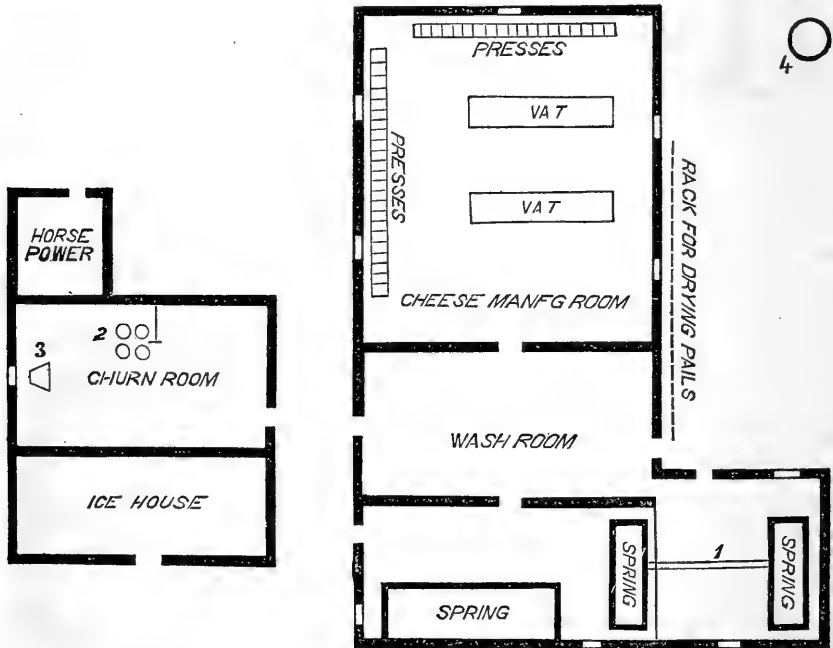 PRESSES
4
VAT
PRESSES
VAT
RACK FOR DRYING PAILS
HORSE
POWER
CHEESE MANFG ROOM
2
3
CHURN ROOM
WASH ROOM
ICE HOUSE
SPRING
1
SPRING
SPRING